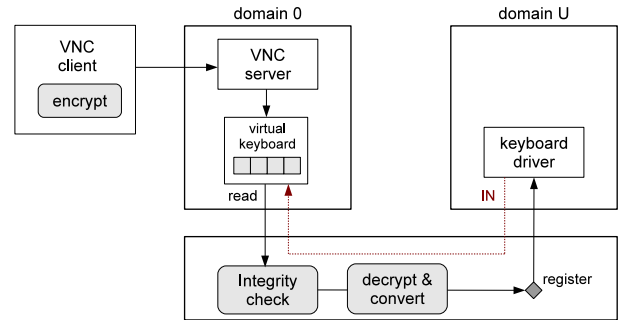 domain 0
domain U
VNC
client
encrypt
VNC
server
virtual
keyboard
read
keyboard
driver
IN
Integrity
check
decrypt &
convert
register